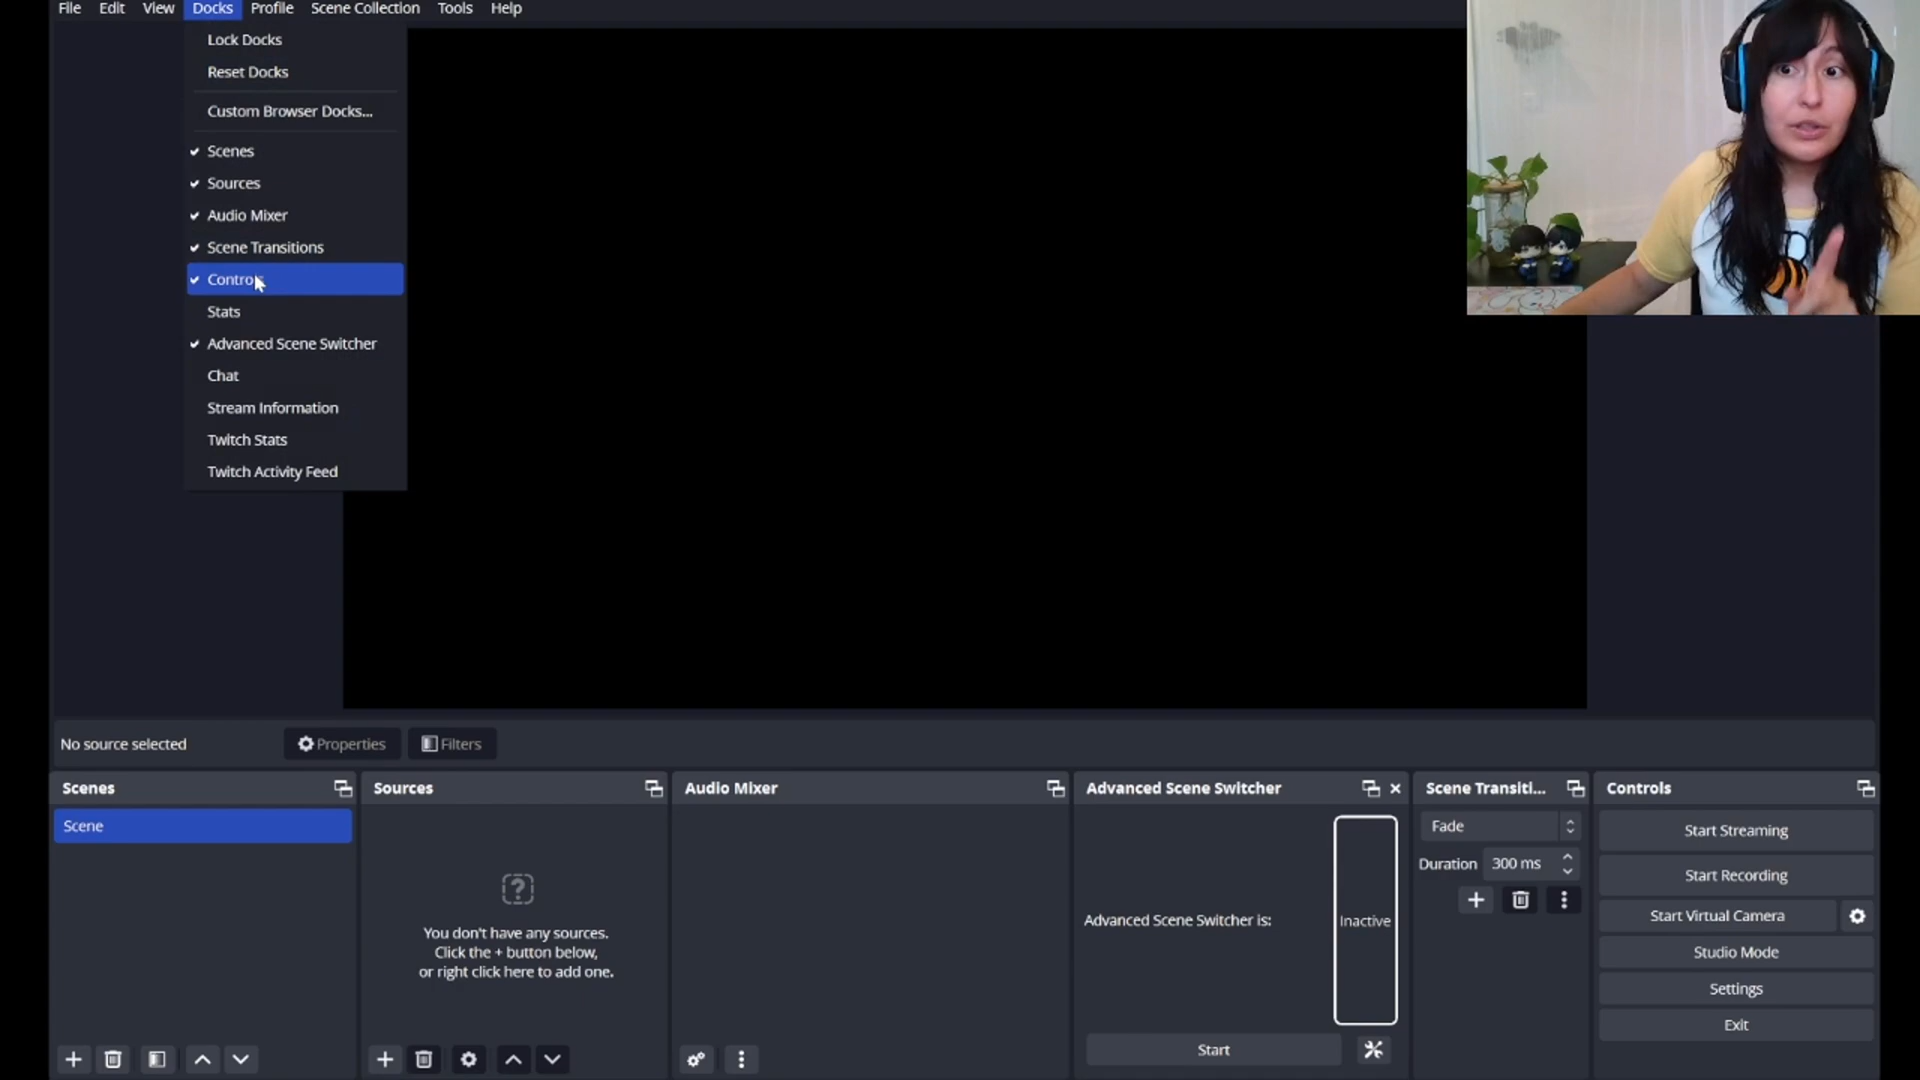 File Edit View Docks Profile Scene Collection Tools Help
Lock Docks
Reset Docks
Custom Browser Docks...
Scenes
Sources
Audio Mixer
Scene Transitions
Stats
Advanced Scene Switcher
Chat
Stream Information
Twitch Stats
Twitch Activity Feed
No source selected Properties Filters
Scenes Sources Audio Mixer Advanced Scene Switcher Scene Transiti... Controls
Scene
You don't have any sources.
Click the + button below,
or right click here to add one.
Advanced Scene Switcher is: Inactive
Start
Fade
Duration 300 ms
Start Streaming
Start Recording
Start Virtual Camera
Studio Mode
Settings
Exit